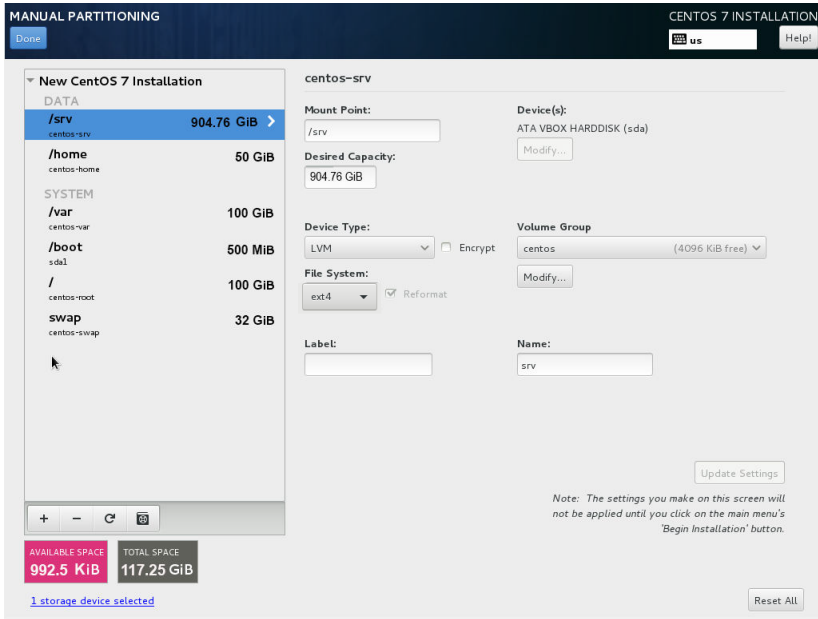 MANUAL PARTITIONING
CENTOS 7 INSTALLATION
Done
us
Help!
New CentOS 7 Installation
DATA
/srv 904.76 GiB
centos-srv
/home 50 GiB
centos-home
SYSTEM
/var 100 GiB
centos-var
/boot 500 MiB
sda1
/ 100 GiB
centos-root
swap 32 GiB
centos-swap
AVAILABLE SPACE
992.5 KiB
TOTAL SPACE
117.25 GiB
1 storage device selected
centos-srv
Mount Point:
/srv
Desired Capacity:
904.76 GiB
Device(s):
ATA VBOX HARDDISK (sda)
Modify...
Device Type:
LVM
Encrypt
File System:
ext4
Reformat
Volume Group
centos (4096 KiB free)
Modify...
Label:
Name:
srv
Update Settings
Note: The settings you make on this screen will
not be applied until you click on the main menu's
'Begin Installation' button.
Reset All